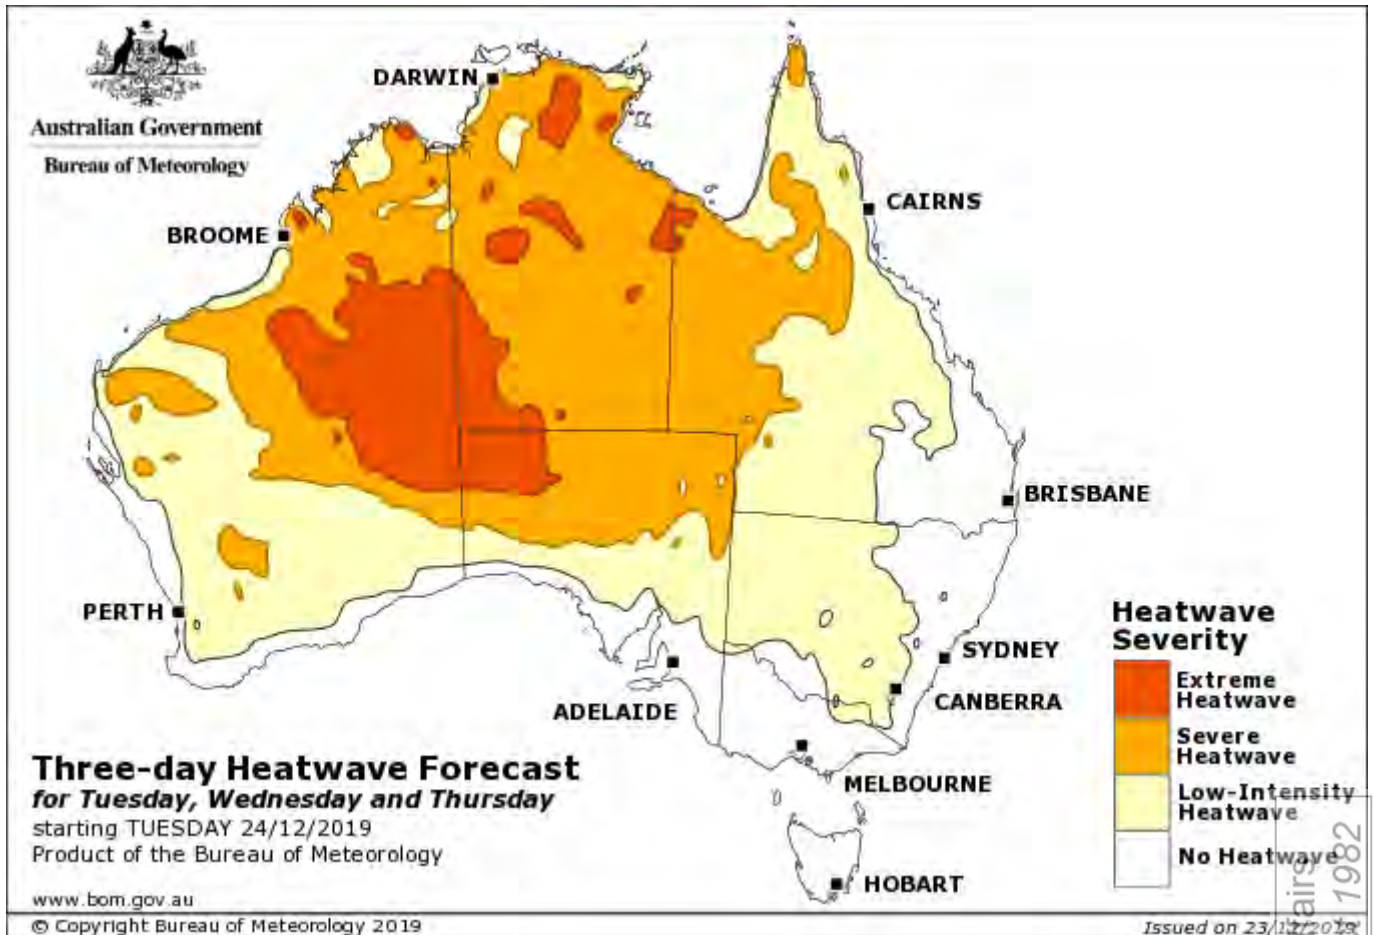 Australian Government
Bureau of Meteorology
DARWIN
CAIRNS
BROOME
BRISBANE
PERTH
SYDNEY
CANBERRA
ADELAIDE
MELBOURNE
HOBART
Heatwave
Severity
Extreme
Heatwave
Severe
Heatwave
Low-Intensity
Heatwave
No Heatwave
Three-day Heatwave Forecast
for Tuesday, Wednesday and Thursday
starting TUESDAY 24/12/2019
Product of the Bureau of Meteorology
www.bom.gov.au
© Copyright Bureau of Meteorology 2019
Issued on 23/12/2019
1982